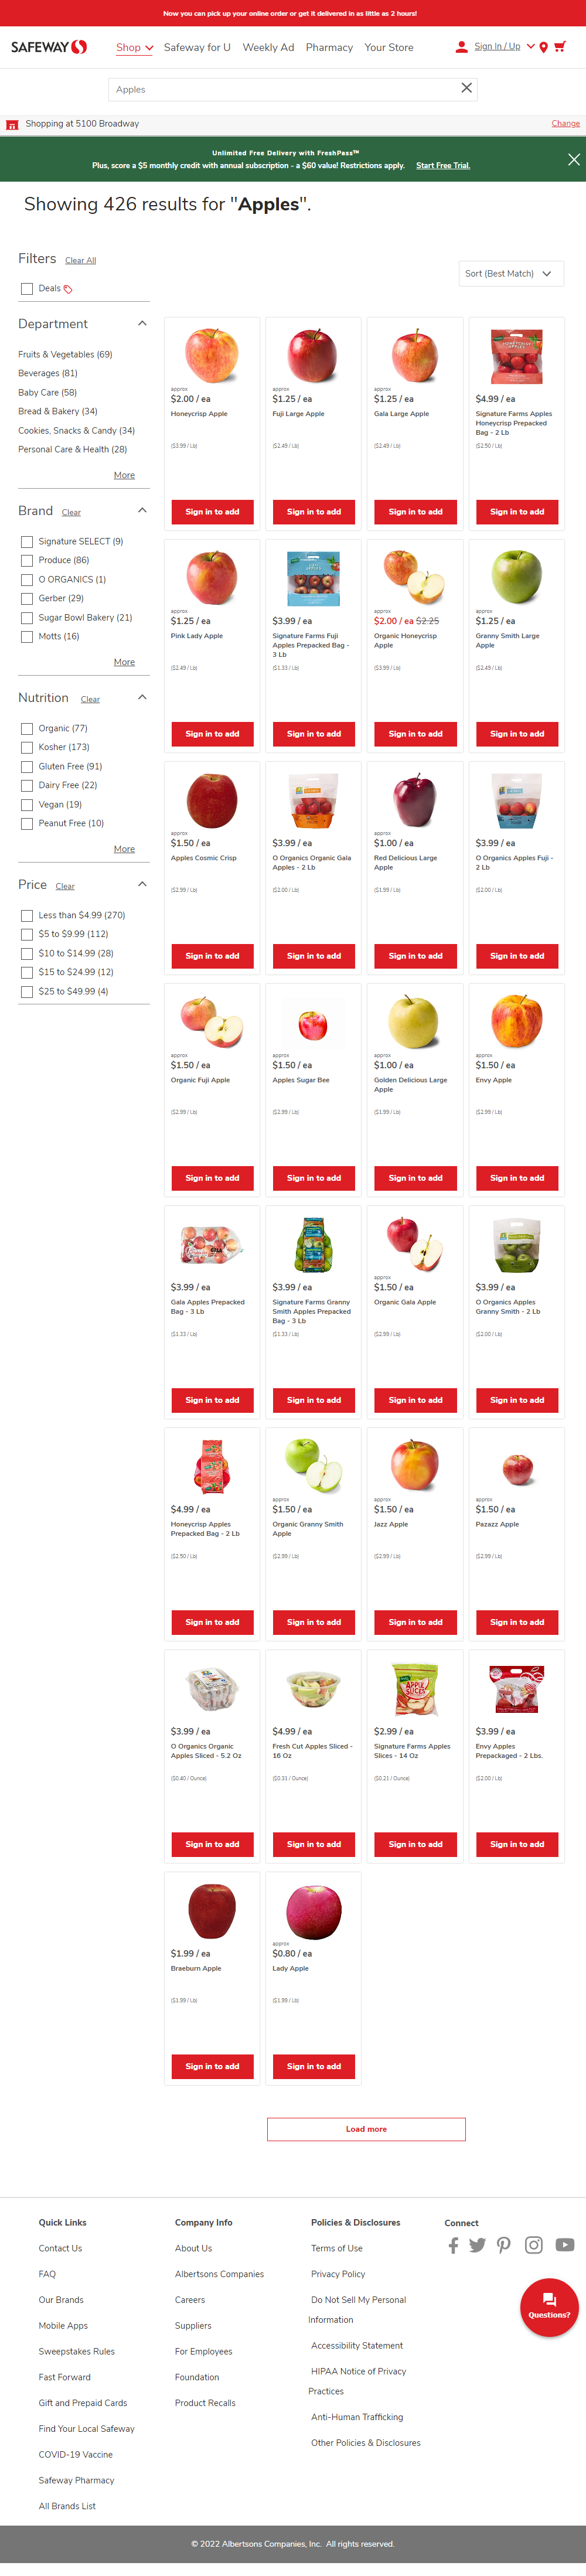 Now you can pick up your online order or get it delivered in as little as 2 hours!
SAFEWAY
Shop
Safeway for U
Weekly Ad
Pharmacy
Your Store
Sign In / Up
Apples
Shopping at 5100 Broadway
Change
Unlimited Free Delivery with FreshPass™
Plus, score a $5 monthly credit with annual subscription - a $60 value! Restrictions apply. Start Free Trial.
Showing 426 results for "Apples".
Filters Clear All
Sort (Best Match)
Deals
Department
Fruits & Vegetables (69)
Beverages (81)
Baby Care (58)
Bread & Bakery (34)
Cookies, Snacks & Candy (34)
Personal Care & Health (28)
More
Brand Clear
Signature SELECT (9)
Produce (86)
O ORGANICS (1)
Gerber (29)
Sugar Bowl Bakery (21)
Motts (16)
More
Nutrition Clear
Organic (77)
Kosher (173)
Gluten Free (91)
Dairy Free (22)
Vegan (19)
Peanut Free (10)
More
Price Clear
Less than $4.99 (270)
$5 to $9.99 (112)
$10 to $14.99 (28)
$15 to $24.99 (12)
$25 to $49.99 (4)
approx
$2.00 / ea
Honeycrisp Apple
($3.99 / Lb)
Sign in to add
approx
$1.25 / ea
Fuji Large Apple
($2.49 / Lb)
Sign in to add
approx
$1.25 / ea
Gala Large Apple
($2.49 / Lb)
Sign in to add
$4.99 / ea
Signature Farms Apples
Honeycrisp Prepacked
Bag - 2 Lb
($2.50 / Lb)
Sign in to add
approx
$1.25 / ea
Pink Lady Apple
($2.49 / Lb)
Sign in to add
$3.99 / ea
Signature Farms Fuji
Apples Prepacked Bag -
3 Lb
($1.33 / Lb)
Sign in to add
approx
$2.00 / ea $2.25
Organic Honeycrisp
Apple
($3.99 / Lb)
Sign in to add
approx
$1.25 / ea
Granny Smith Large
Apple
($2.49 / Lb)
Sign in to add
approx
$1.50 / ea
Apples Cosmic Crisp
($2.99 / Lb)
Sign in to add
$3.99 / ea
O Organics Organic Gala
Apples - 2 Lb
($2.00 / Lb)
Sign in to add
approx
$1.00 / ea
Red Delicious Large
Apple
($1.99 / Lb)
Sign in to add
$3.99 / ea
O Organics Apples Fuji -
2 Lb
($2.00 / Lb)
Sign in to add
approx
$1.50 / ea
Organic Fuji Apple
($2.99 / Lb)
Sign in to add
approx
$1.50 / ea
Apples Sugar Bee
($2.99 / Lb)
Sign in to add
approx
$1.00 / ea
Golden Delicious Large
Apple
($1.99 / Lb)
Sign in to add
approx
$1.50 / ea
Envy Apple
($2.99 / Lb)
Sign in to add
$3.99 / ea
Gala Apples Prepacked
Bag - 3 Lb
($1.33 / Lb)
Sign in to add
$3.99 / ea
Signature Farms Granny
Smith Apples Prepacked
Bag - 3 Lb
($1.33 / Lb)
Sign in to add
approx
$1.50 / ea
Organic Gala Apple
($2.99 / Lb)
Sign in to add
$3.99 / ea
O Organics Apples
Granny Smith - 2 Lb
($2.00 / Lb)
Sign in to add
$4.99 / ea
Honeycrisp Apples
Prepacked Bag - 2 Lb
($2.50 / Lb)
Sign in to add
approx
$1.50 / ea
Organic Granny Smith
Apple
($2.99 / Lb)
Sign in to add
approx
$1.50 / ea
Jazz Apple
($2.99 / Lb)
Sign in to add
approx
$1.50 / ea
Pazazz Apple
($2.99 / Lb)
Sign in to add
$3.99 / ea
O Organics Organic
Apples Sliced - 5.2 Oz
($0.40 / Ounce)
Sign in to add
$4.99 / ea
Fresh Cut Apples Sliced -
16 Oz
($0.31 / Ounce)
Sign in to add
APPLE
SLICES
$2.99 / ea
Signature Farms Apples
Slices - 14 Oz
($0.21 / Ounce)
Sign in to add
$3.99 / ea
Envy Apples
Prepackaged - 2 Lbs.
($2.00 / Lb)
Sign in to add
$1.99 / ea
Braeburn Apple
($1.99 / Lb)
Sign in to add
approx
$0.80 / ea
Lady Apple
($1.99 / Lb)
Sign in to add
Load more
Quick Links
Contact Us
FAQ
Our Brands
Mobile Apps
Sweepstakes Rules
Fast Forward
Gift and Prepaid Cards
Find Your Local Safeway
COVID-19 Vaccine
Safeway Pharmacy
All Brands List
Company Info
About Us
Albertsons Companies
Careers
Suppliers
For Employees
Foundation
Product Recalls
Policies & Disclosures
Terms of Use
Privacy Policy
Do Not Sell My Personal
Information
Accessibility Statement
HIPAA Notice of Privacy
Practices
Anti-Human Trafficking
Other Policies & Disclosures
Connect
Questions?
© 2022 Albertsons Companies, Inc. All rights reserved.